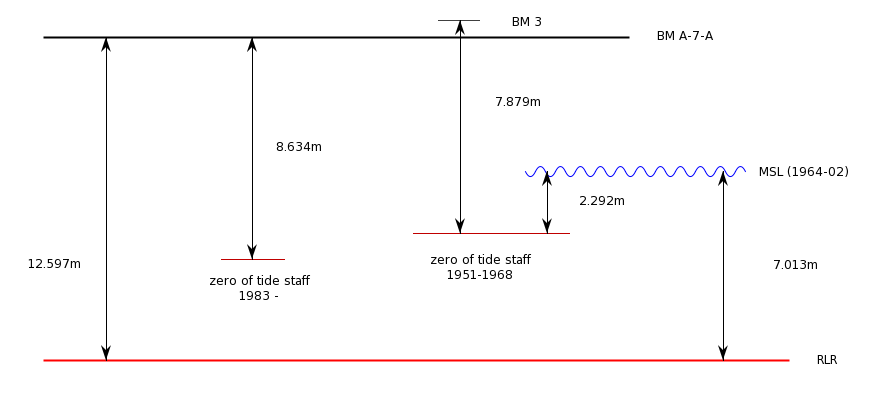 BM 3
BM A-7-A
7.879m
8.634m
MSL (1964-02)
2.292m
12.597m
zero of tide staff
1951-1968
7.013m
zero of tide staff
1983 -
RLR